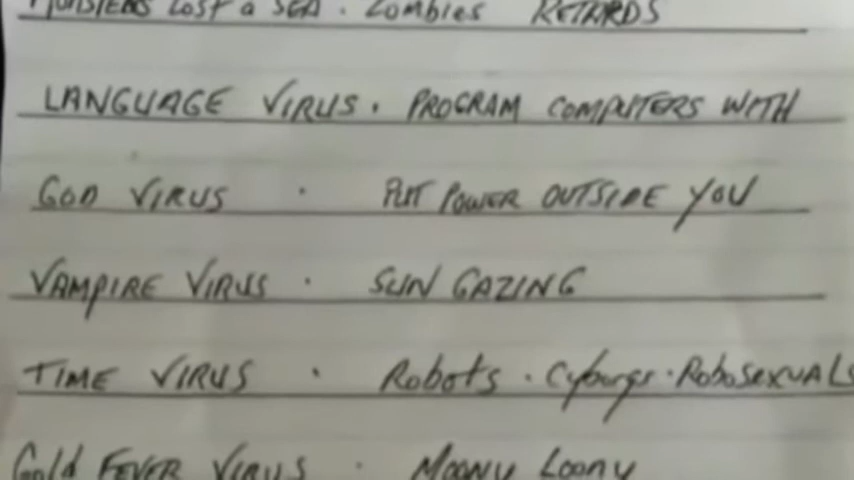 MONSTERS LOST a SEA . Zombies RETARDS
LANGUAGE VIRUS . PROGRAM COMPUTERS WITH
GOD VIRUS . PUT POWER OUTSIDE YOU
VAMPIRE VIRUS . SUN GAZING
TIME VIRUS . Robots . Cyborgs . ROBOSEXUALS
Gold FEVER VIRUS . Moony Loony